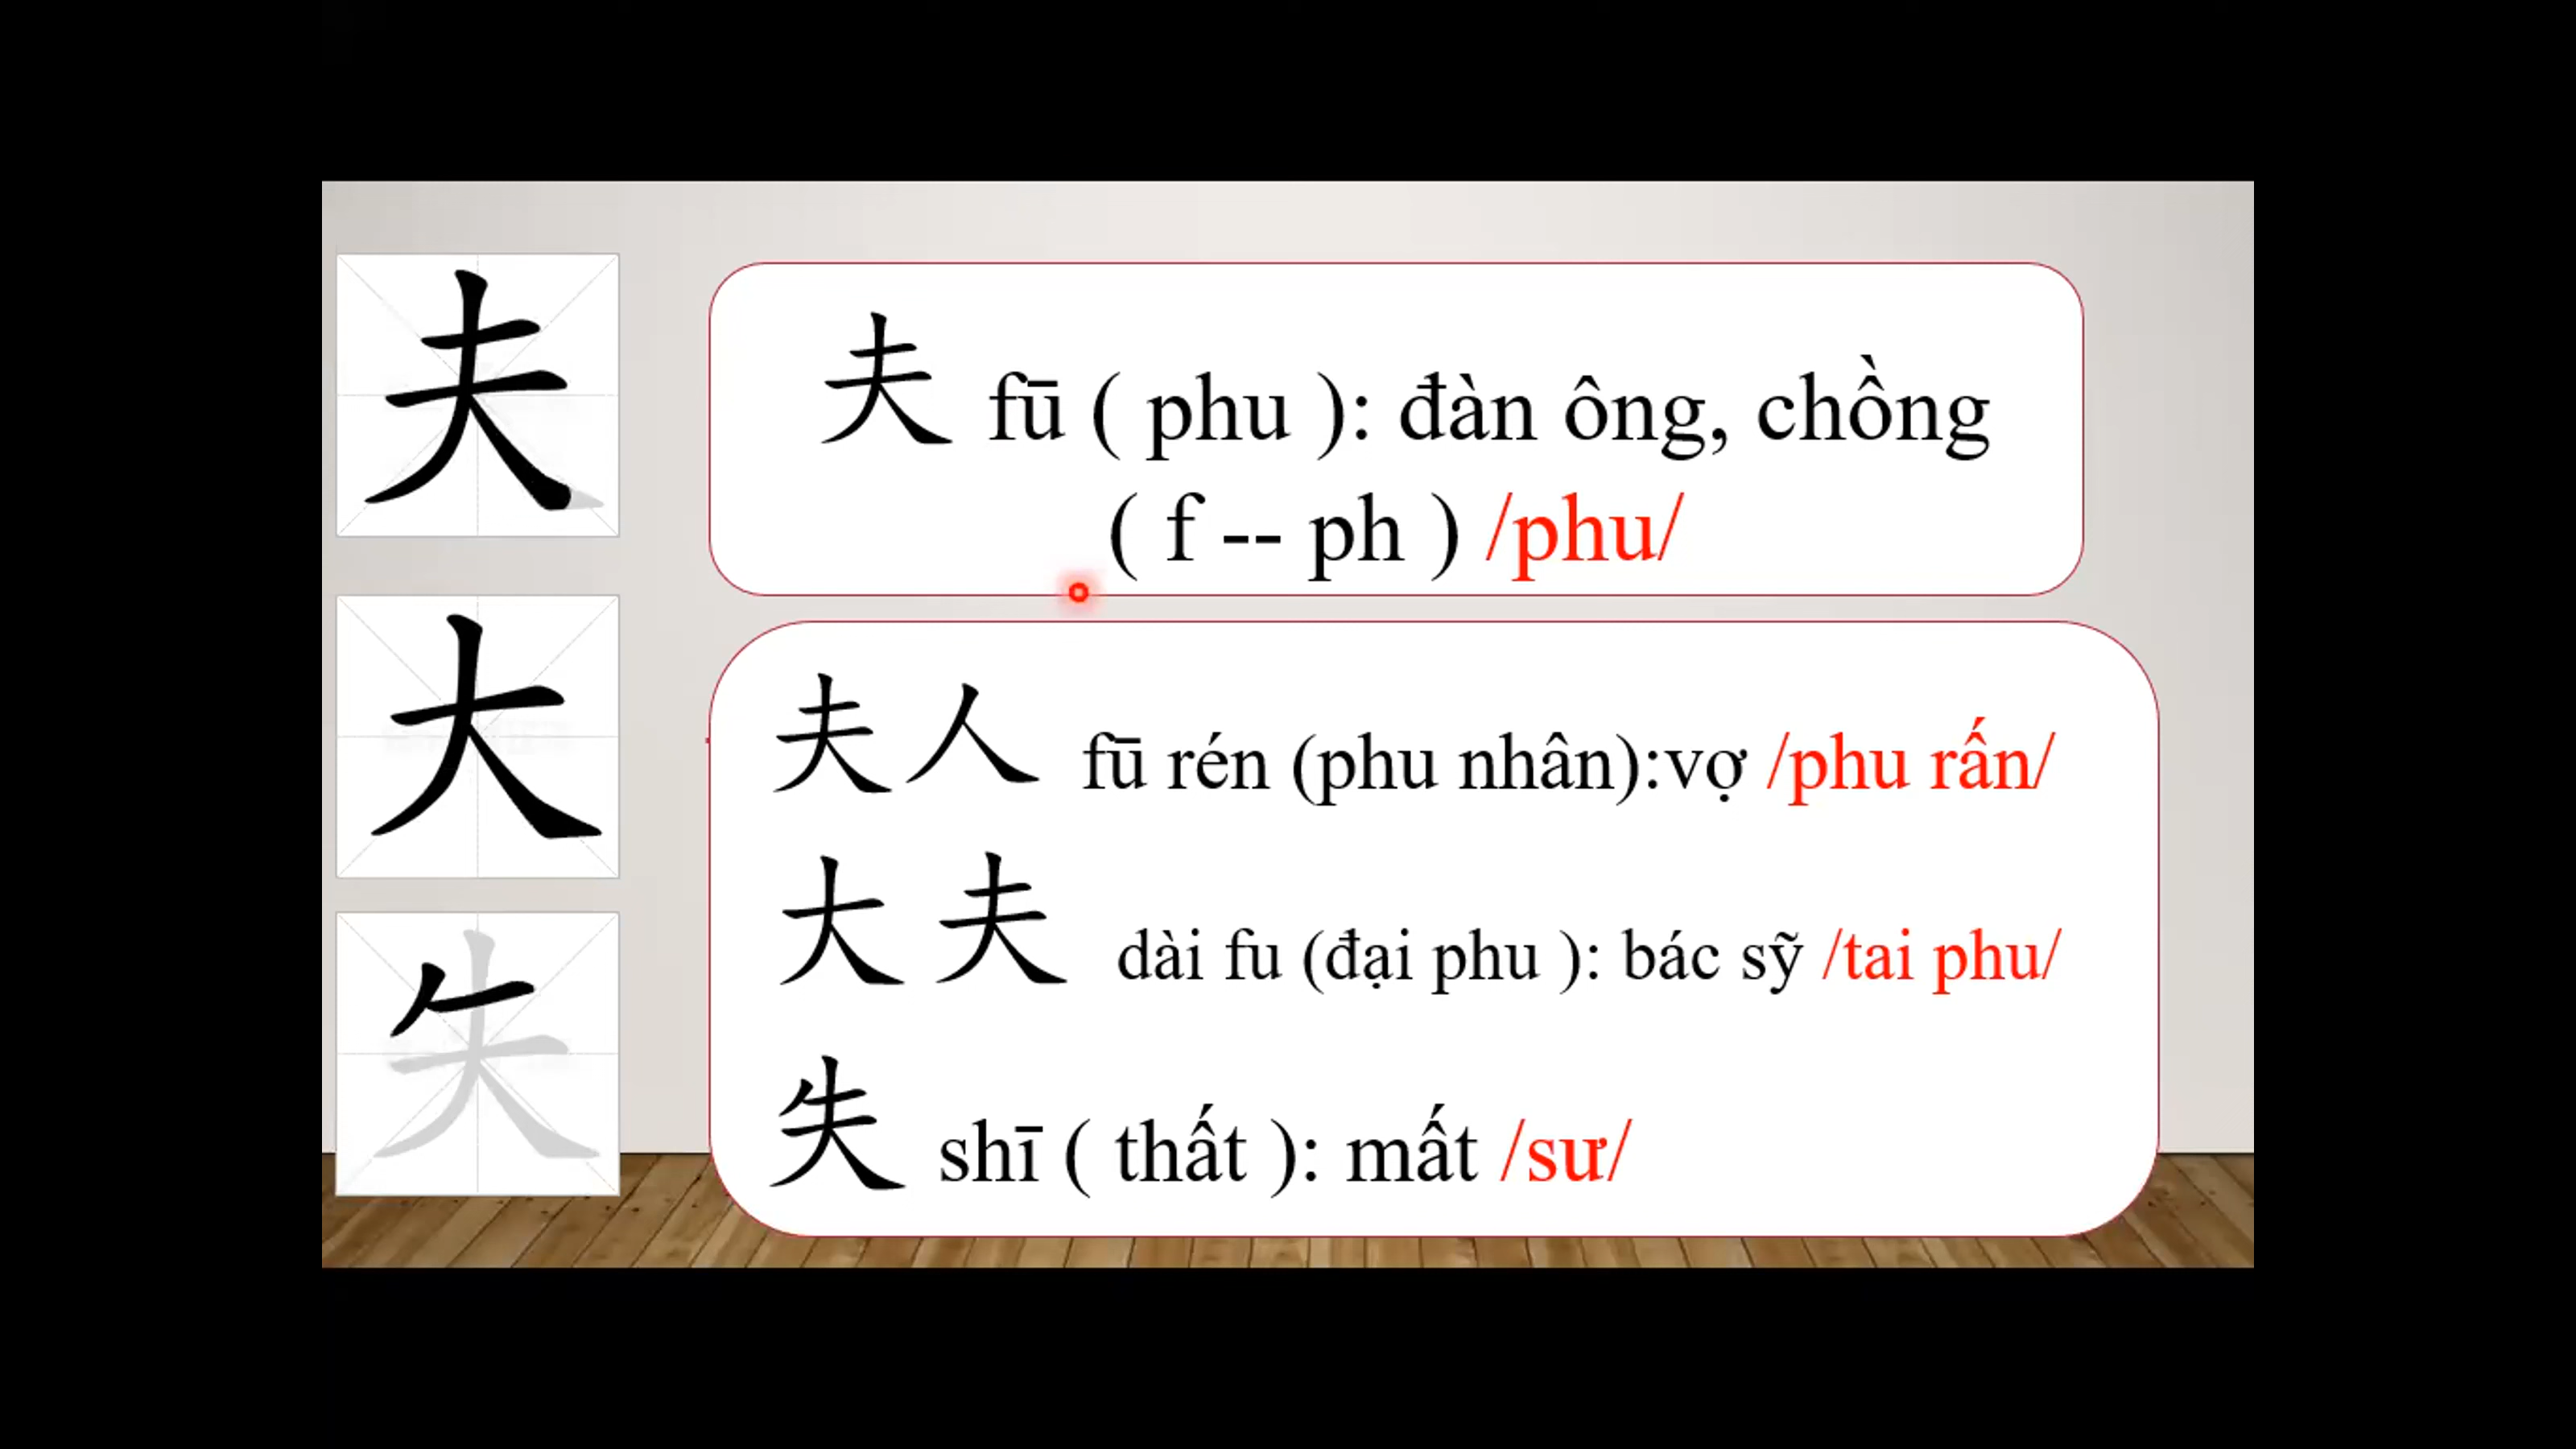 夫
夫 fū ( phu ): đàn ông, chồng
( f -- ph ) /phu/
大
夫人 fū rén (phu nhân):vợ /phu rấn/
大夫 dài fu (đại phu ): bác sỹ /tai phu/
失
失 shī ( thất ): mất /sư/